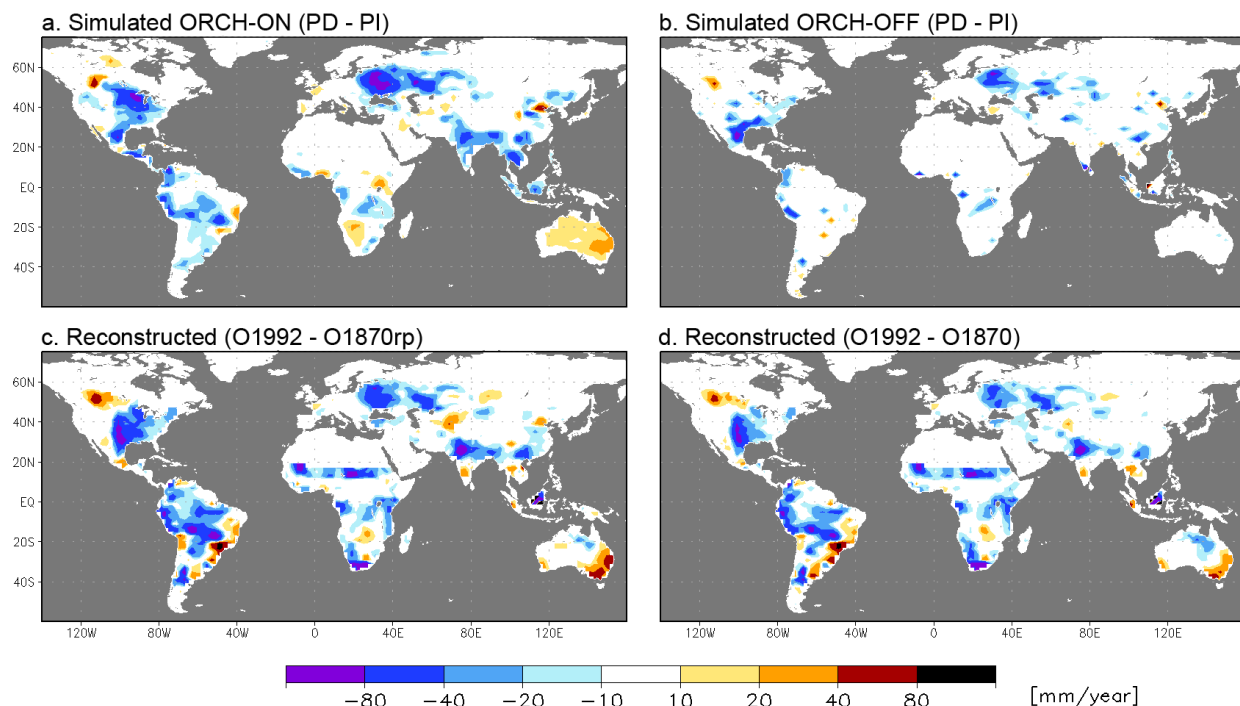 a. Simulated ORCH-ON (PD - PI)
b. Simulated ORCH-OFF (PD - PI)
60N
40N
20N
EQ
20S
40S
c. Reconstructed (O1992 - O1870rp)
d. Reconstructed (O1992 - O1870)
60N
40N
20N
EQ
20S
40S
120W 80W 40W 0 40E 80E 120E
120W 80W 40W 0 40E 80E 120E
−80 −40 −20 −10 10 20 40 80 [mm/year]